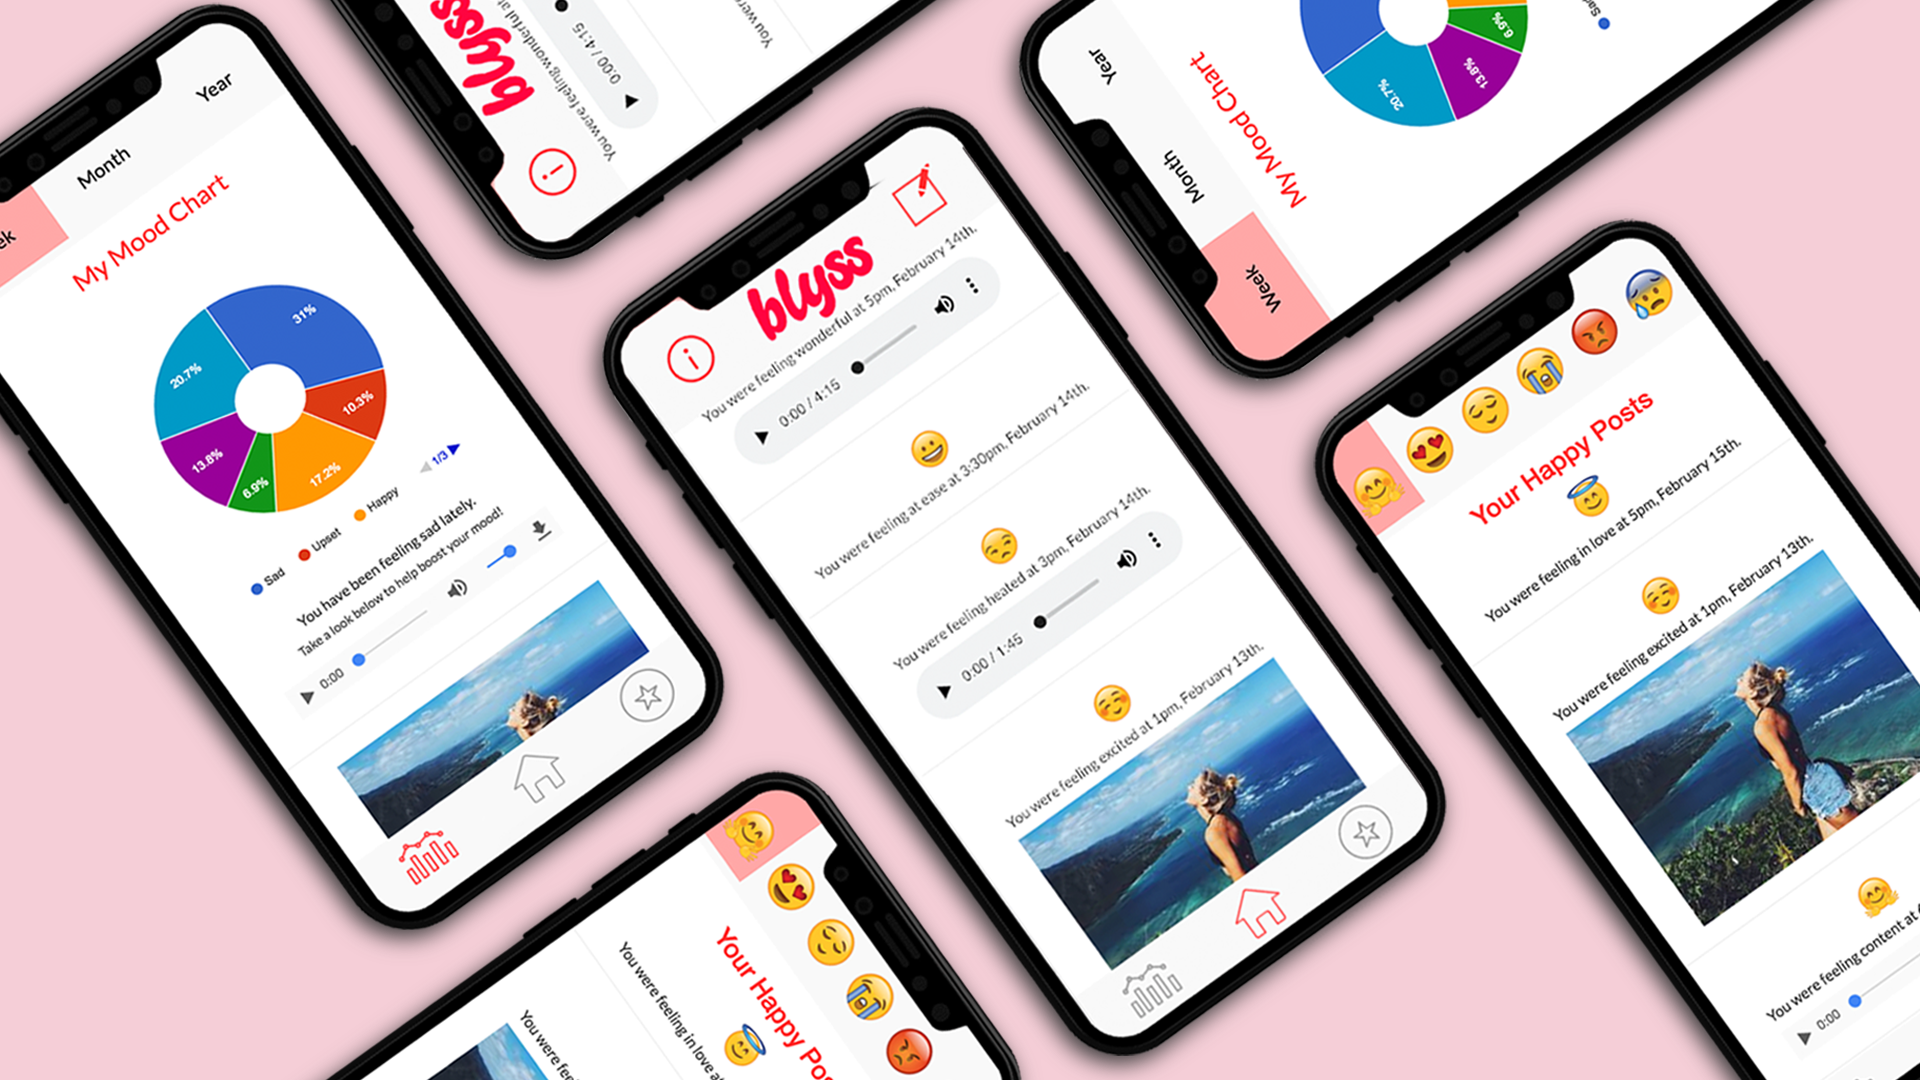 Year
Month
My Mood Chart
31%
20.7%
10.3%
13.8%
6.9%
17.2%
1/3
Sad
Upset
Happy
You have been feeling sad lately.
Take a look below to help boost your mood!
0:00
blyss
You were feeling wonderful
0:00 / 4:15
You were
blyss
You were feeling wonderful at 5pm, February 14th.
0:00 / 4:15
You were feeling at ease at 3:30pm, February 14th.
You were feeling heated at 3pm, February 14th.
0:00 / 1:45
You were feeling excited at 1pm, February 13th.
Year
Month
Week
My Mood Chart
20.7%
13.8%
6.9%
Your Happy Posts
You were feeling in love at 5pm, February 15th.
You were feeling excited at 1pm, February 13th.
You were feeling content at
0:00
Your Happy
You were feeling in love
You were